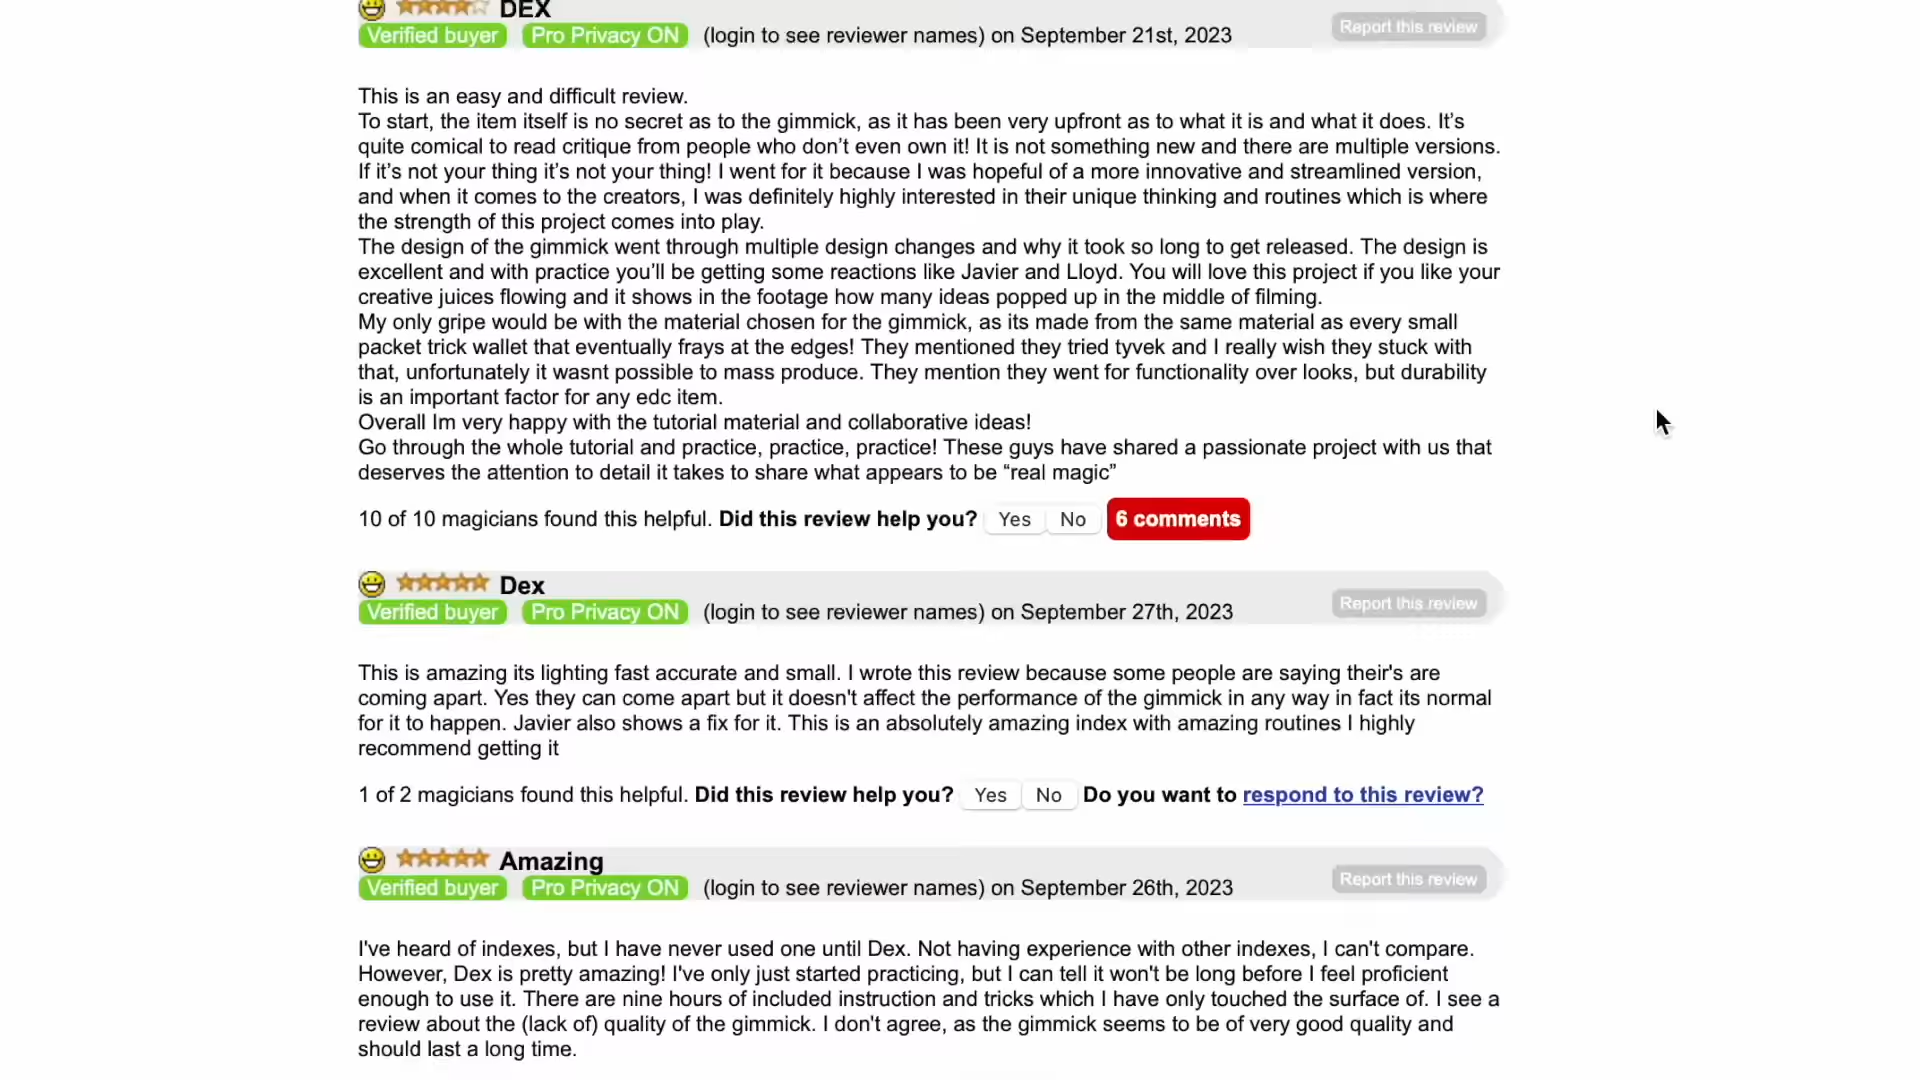 DEX
Verified buyer Pro Privacy ON (login to see reviewer names) on September 21st, 2023 Report this review
This is an easy and difficult review.
To start, the item itself is no secret as to the gimmick, as it has been very upfront as to what it is and what it does. It’s
quite comical to read critique from people who don’t even own it! It is not something new and there are multiple versions.
If it’s not your thing it’s not your thing! I went for it because I was hopeful of a more innovative and streamlined version,
and when it comes to the creators, I was definitely highly interested in their unique thinking and routines which is where
the strength of this project comes into play.
The design of the gimmick went through multiple design changes and why it took so long to get released. The design is
excellent and with practice you’ll be getting some reactions like Javier and Lloyd. You will love this project if you like your
creative juices flowing and it shows in the footage how many ideas popped up in the middle of filming.
My only gripe would be with the material chosen for the gimmick, as its made from the same material as every small
packet trick wallet that eventually frays at the edges! They mentioned they tried tyvek and I really wish they stuck with
that, unfortunately it wasnt possible to mass produce. They mention they went for functionality over looks, but durability
is an important factor for any edc item.
Overall Im very happy with the tutorial material and collaborative ideas!
Go through the whole tutorial and practice, practice, practice! These guys have shared a passionate project with us that
deserves the attention to detail it takes to share what appears to be “real magic”
10 of 10 magicians found this helpful. Did this review help you? Yes No 6 comments
Dex
Verified buyer Pro Privacy ON (login to see reviewer names) on September 27th, 2023 Report this review
This is amazing its lighting fast accurate and small. I wrote this review because some people are saying their's are
coming apart. Yes they can come apart but it doesn't affect the performance of the gimmick in any way in fact its normal
for it to happen. Javier also shows a fix for it. This is an absolutely amazing index with amazing routines I highly
recommend getting it
1 of 2 magicians found this helpful. Did this review help you? Yes No Do you want to respond to this review?
Amazing
Verified buyer Pro Privacy ON (login to see reviewer names) on September 26th, 2023 Report this review
I've heard of indexes, but I have never used one until Dex. Not having experience with other indexes, I can't compare.
However, Dex is pretty amazing! I've only just started practicing, but I can tell it won't be long before I feel proficient
enough to use it. There are nine hours of included instruction and tricks which I have only touched the surface of. I see a
review about the (lack of) quality of the gimmick. I don't agree, as the gimmick seems to be of very good quality and
should last a long time.